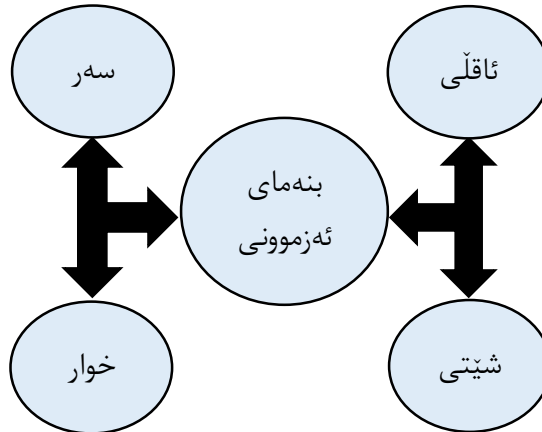 ئاقڵی
سەر
بنەمای
ئەزموونی
شێتی
خوار